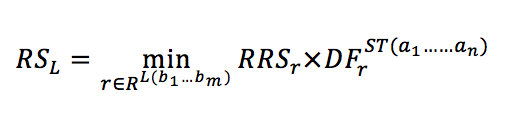 RS_L = min_{r∈R^{L(b_1…b_m)}} RRS_r×DF_r^{ST(a_1……a_n)}